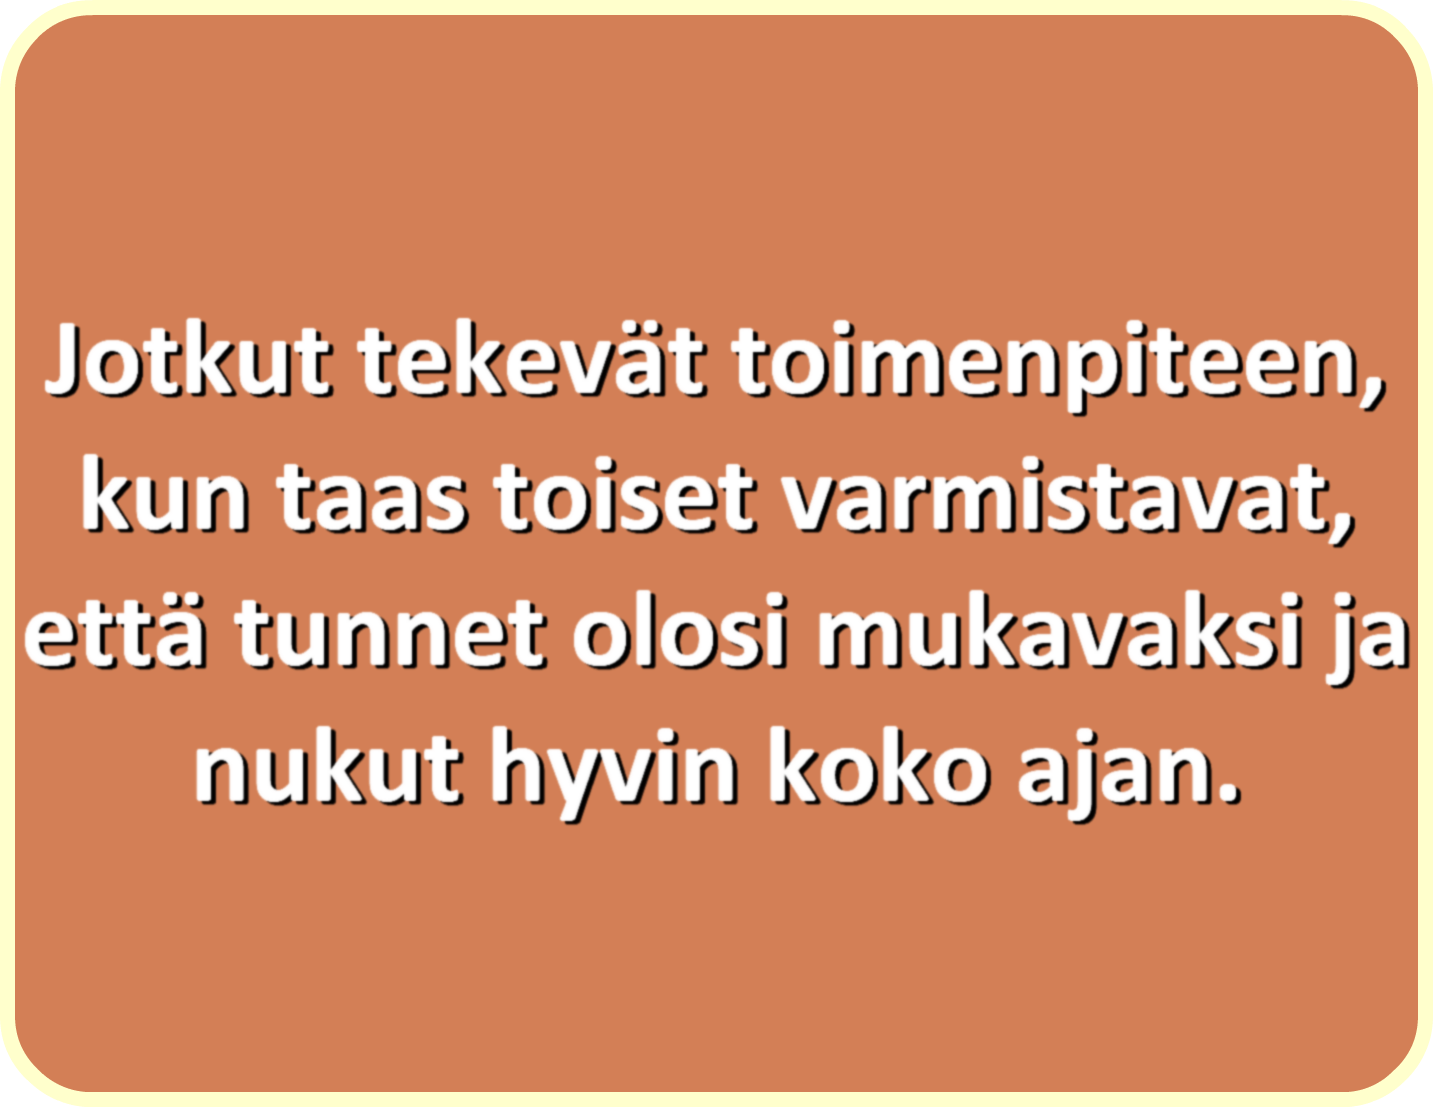 Jotkut tekevät toimenpiteen,
kun taas toiset varmistavat,
että tunnet olosi mukavaksi ja
nukut hyvin koko ajan.